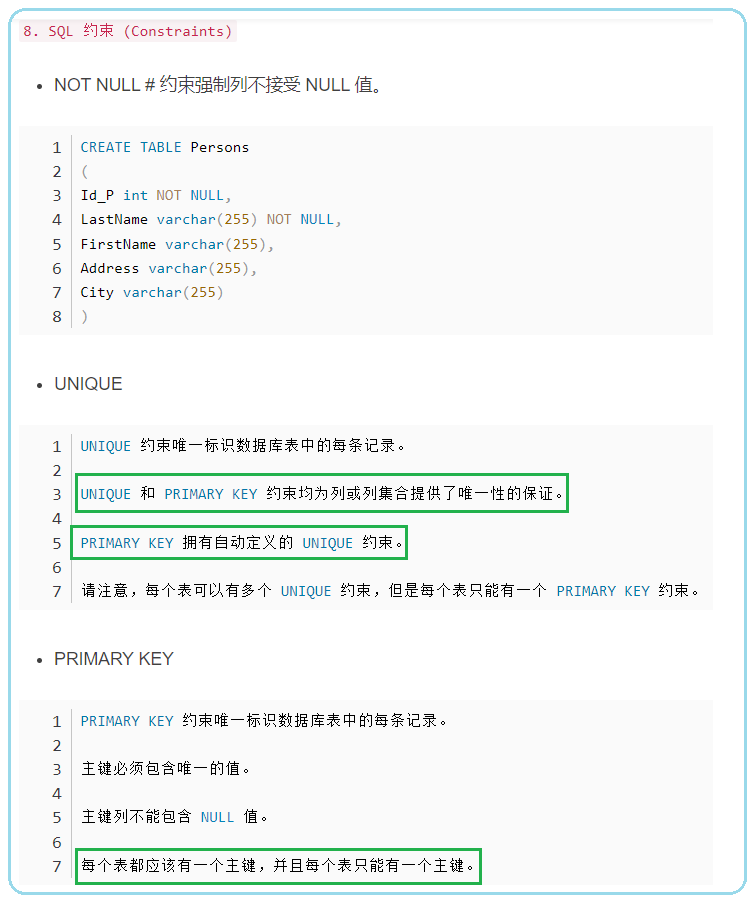 8. SQL 约束 (Constraints)
• NOT NULL # 约束强制列不接受 NULL 值。
1 CREATE TABLE Persons
2 (
3 Id_P int NOT NULL,
4 LastName varchar(255) NOT NULL,
5 FirstName varchar(255),
6 Address varchar(255),
7 City varchar(255)
8 )
• UNIQUE
1 UNIQUE 约束唯一标识数据库表中的每条记录。
2
3 UNIQUE 和 PRIMARY KEY 约束均为列或列集合提供了唯一性的保证。
4
5 PRIMARY KEY 拥有自动定义的 UNIQUE 约束。
6
7 请注意，每个表可以有多个 UNIQUE 约束，但是每个表只能有一个 PRIMARY KEY 约束。
• PRIMARY KEY
1 PRIMARY KEY 约束唯一标识数据库表中的每条记录。
2
3 主键必须包含唯一的值。
4
5 主键列不能包含 NULL 值。
6
7 每个表都应该有一个主键，并且每个表只能有一个主键。